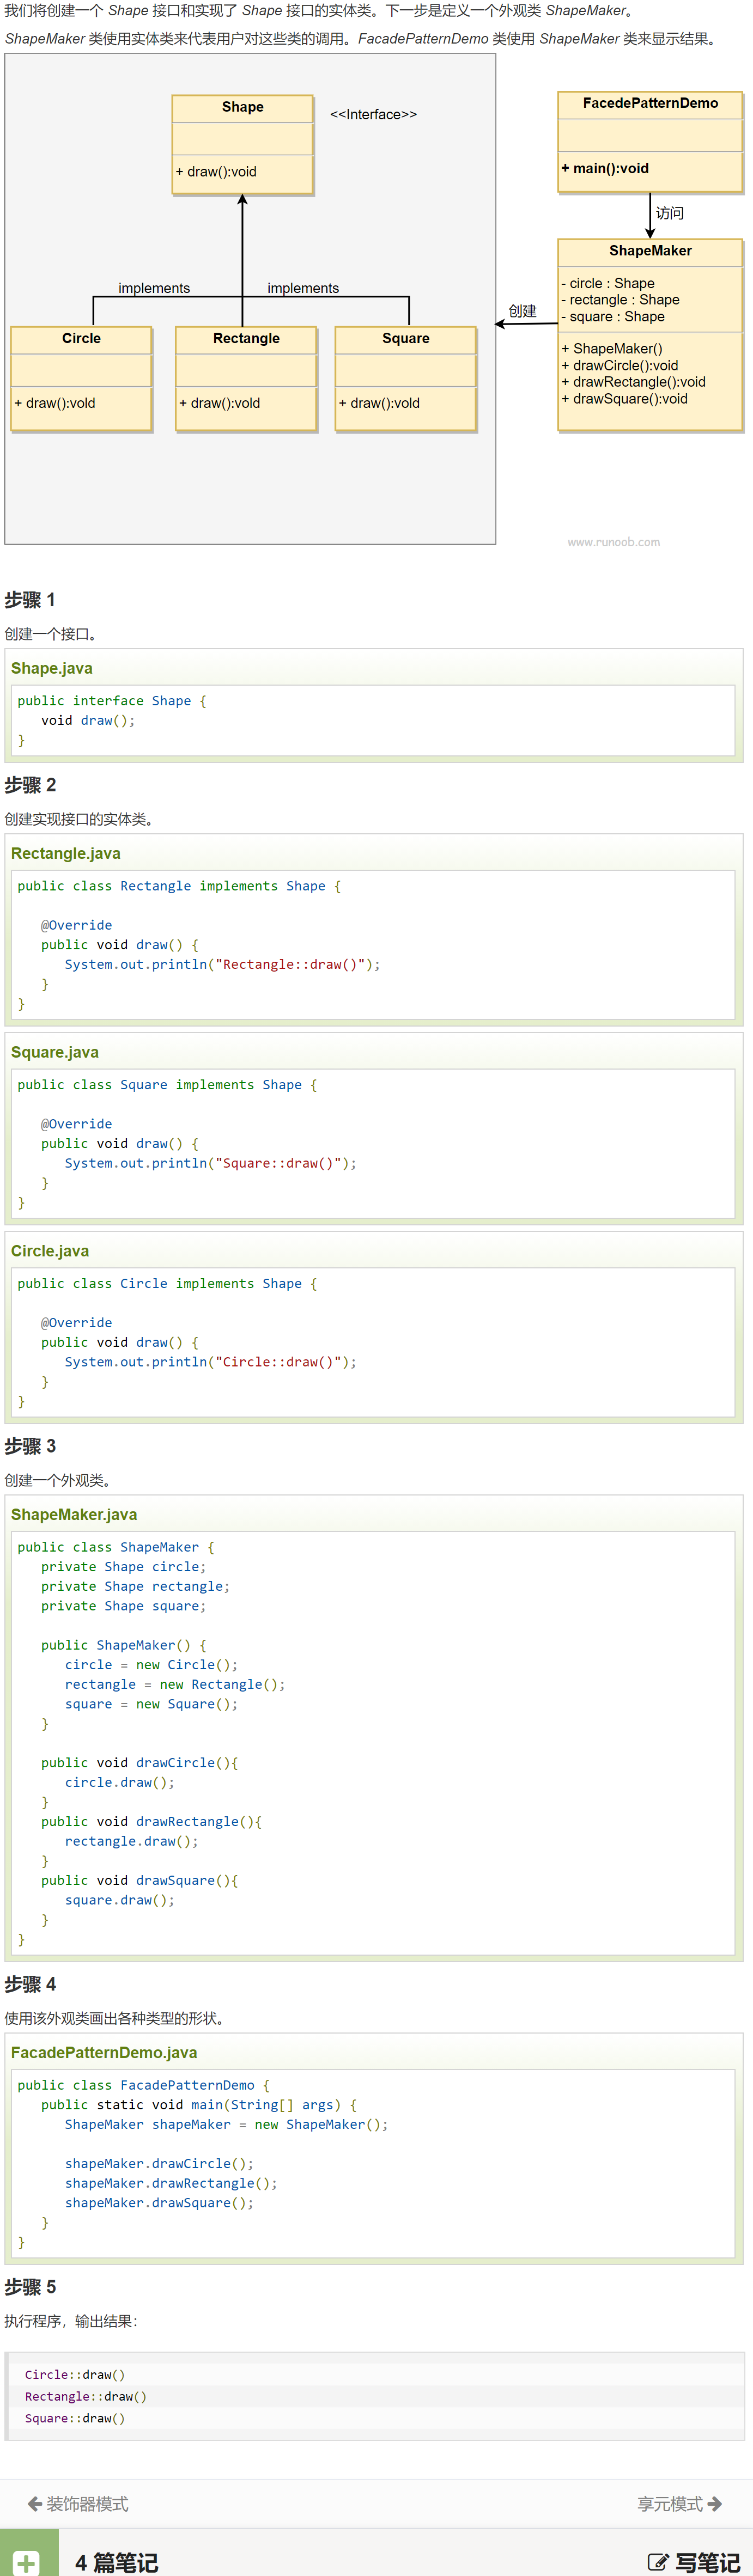 我们将创建一个 Shape 接口和实现了 Shape 接口的实体类。下一步是定义一个外观类 ShapeMaker。
ShapeMaker 类使用实体类来代表用户对这些类的调用。FacadePatternDemo 类使用 ShapeMaker 类来显示结果。
Shape
<<Interface>>
+ draw():void
FacedePatternDemo
+ main():void
访问
ShapeMaker
- circle : Shape
- rectangle : Shape
- square : Shape
+ ShapeMaker()
+ drawCircle():void
+ drawRectangle():void
+ drawSquare():void
创建
implements
implements
Circle
+ draw():vold
Rectangle
+ draw():vold
Square
+ draw():vold
www.runoob.com
步骤 1
创建一个接口。
Shape.java
public interface Shape {
void draw();
}
步骤 2
创建实现接口的实体类。
Rectangle.java
public class Rectangle implements Shape {
@Override
public void draw() {
System.out.println("Rectangle::draw()");
}
}
Square.java
public class Square implements Shape {
@Override
public void draw() {
System.out.println("Square::draw()");
}
}
Circle.java
public class Circle implements Shape {
@Override
public void draw() {
System.out.println("Circle::draw()");
}
}
步骤 3
创建一个外观类。
ShapeMaker.java
public class ShapeMaker {
private Shape circle;
private Shape rectangle;
private Shape square;
public ShapeMaker() {
circle = new Circle();
rectangle = new Rectangle();
square = new Square();
}
public void drawCircle(){
circle.draw();
}
public void drawRectangle(){
rectangle.draw();
}
public void drawSquare(){
square.draw();
}
}
步骤 4
使用该外观类画出各种类型的形状。
FacadePatternDemo.java
public class FacadePatternDemo {
public static void main(String[] args) {
ShapeMaker shapeMaker = new ShapeMaker();
shapeMaker.drawCircle();
shapeMaker.drawRectangle();
shapeMaker.drawSquare();
}
}
步骤 5
执行程序，输出结果：
Circle::draw()
Rectangle::draw()
Square::draw()
装饰器模式
享元模式
4 篇笔记
写笔记